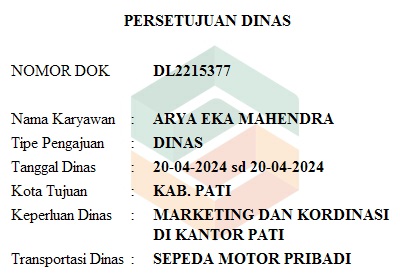 PERSETUJUAN DINAS
NOMOR DOK DL2215377
Nama Karyawan : ARYA EKA MAHENDRA
Tipe Pengajuan : DINAS
Tanggal Dinas : 20-04-2024 sd 20-04-2024
Kota Tujuan : KAB. PATI
Keperluan Dinas : MARKETING DAN KORDINASI
DI KANTOR PATI
Transportasi Dinas : SEPEDA MOTOR PRIBADI